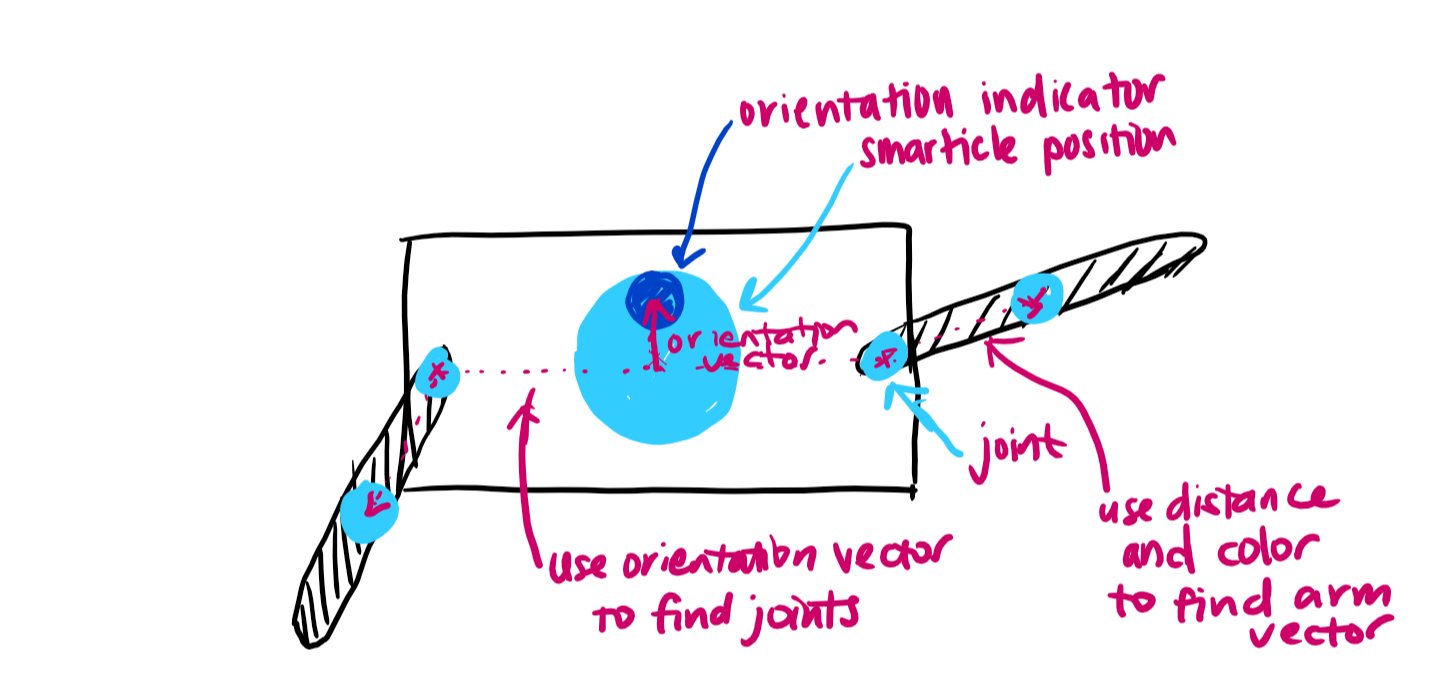 orientation indicator
smarticle position
orientation
vector
joint
use distance
and color
to find arm
vector
use orientation vector
to find joints